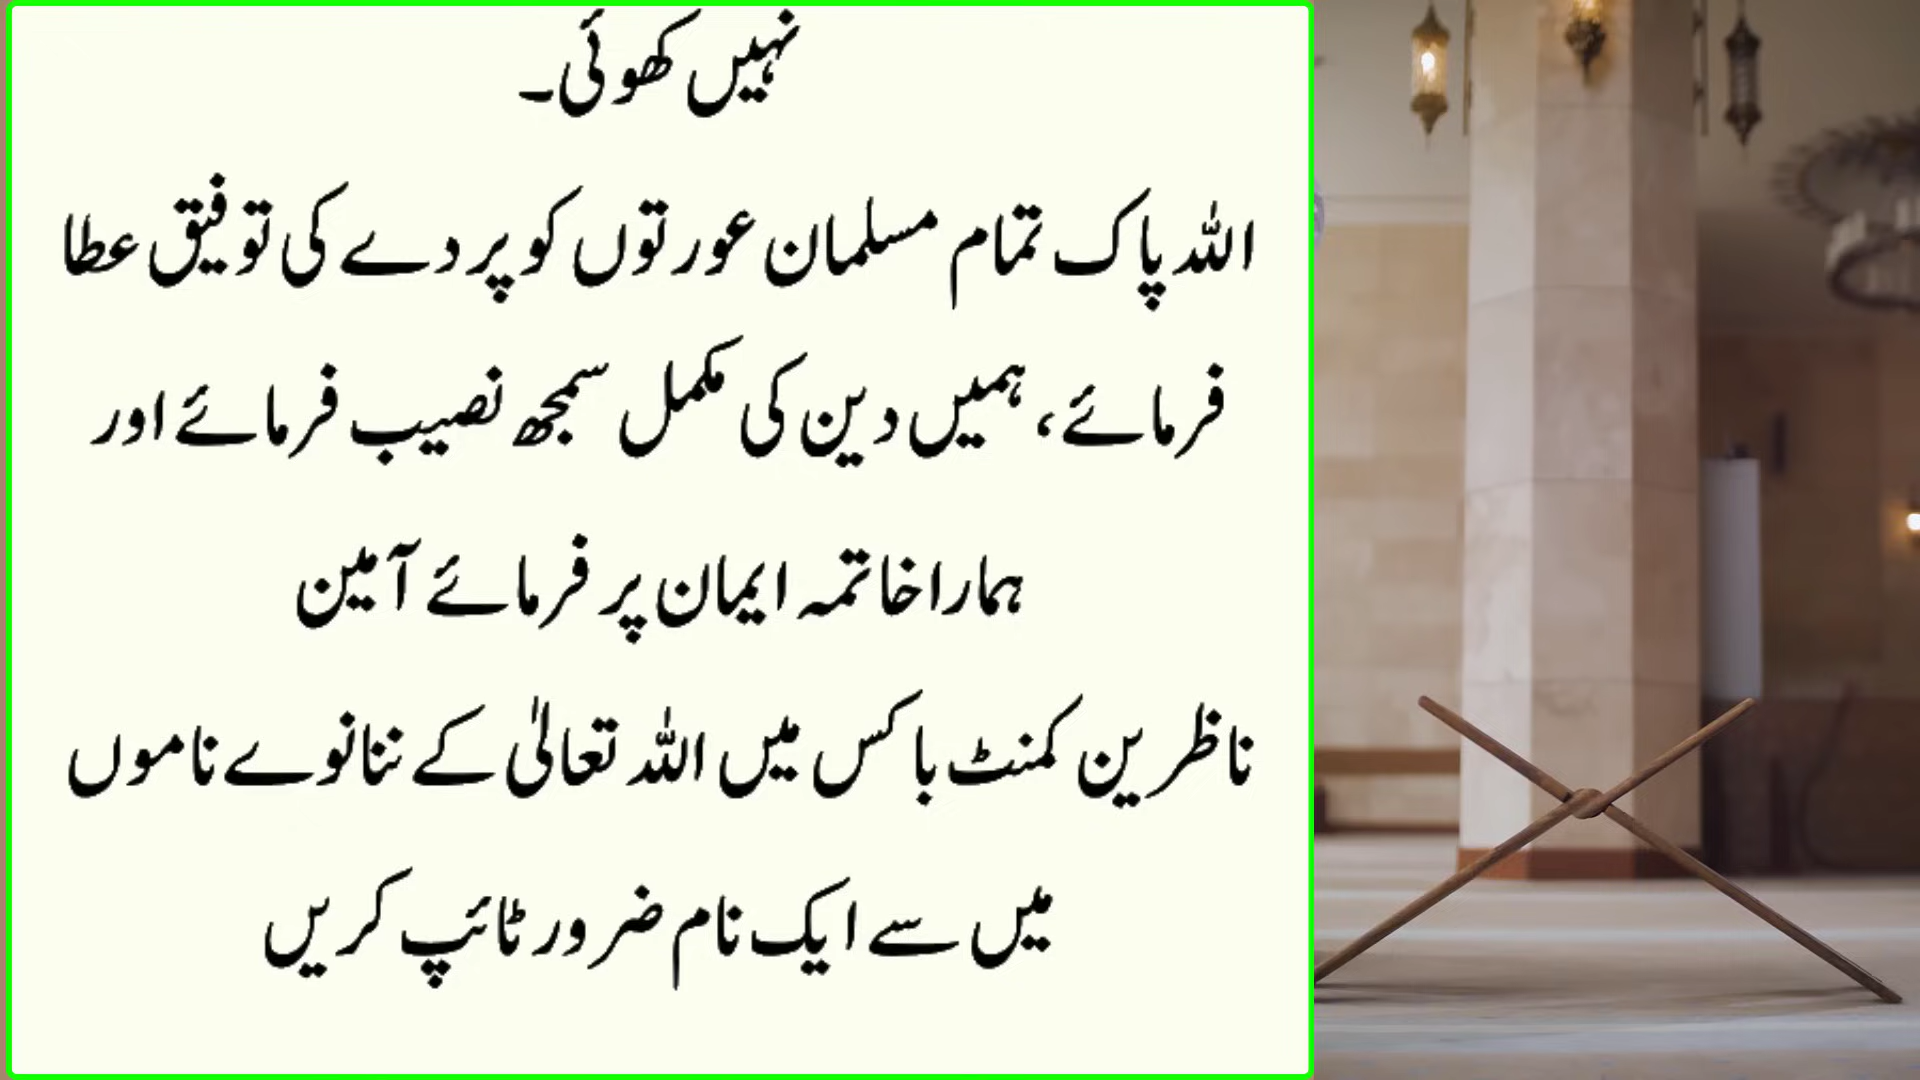 نہیں کھوئی۔
اللہ پاک تمام مسلمان عورتوں کو پردے کی توفیق عطا
فرمائے، ہمیں دین کی مکمل سمجھ نصیب فرمائے اور
ہمارا خاتمہ ایمان پر فرمائے آمین
ناظرین کمنٹ باکس میں اللہ تعالیٰ کے ننانوے ناموں
میں سے ایک نام ضرور ٹائپ کریں